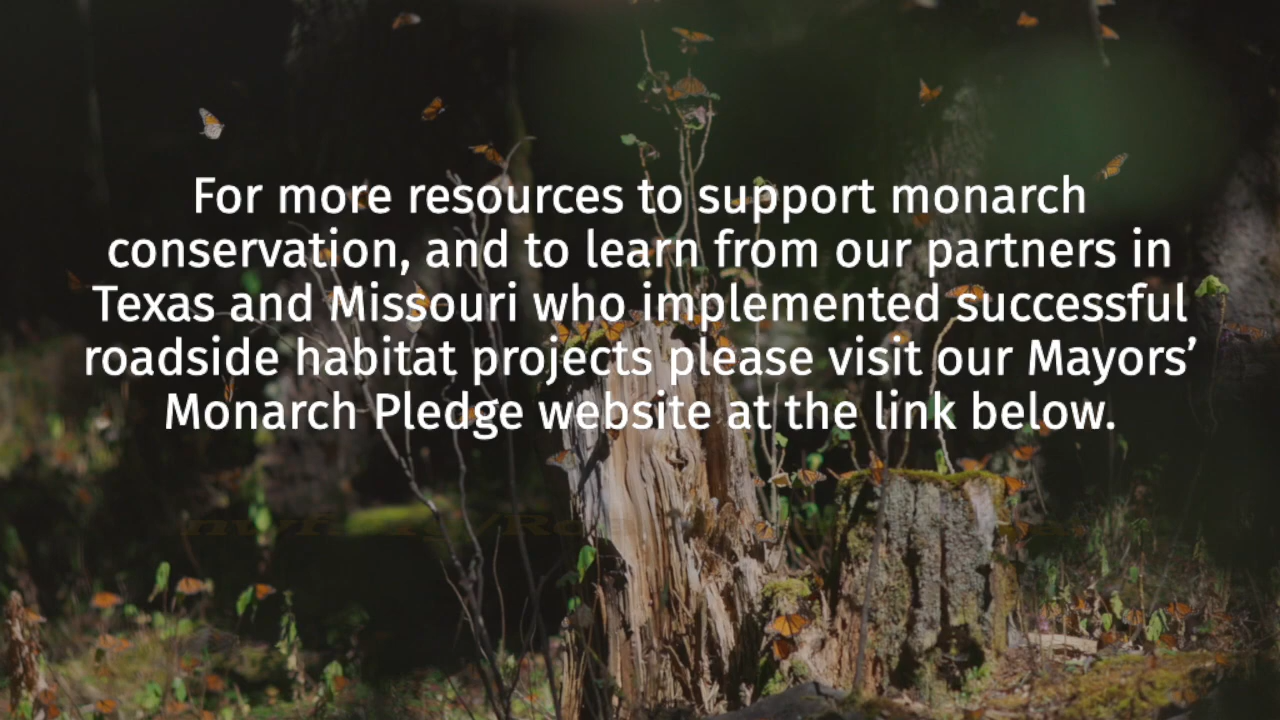 For more resources to support monarch
conservation, and to learn from our partners in
Texas and Missouri who implemented successful
roadside habitat projects please visit our Mayors’
Monarch Pledge website at the link below.